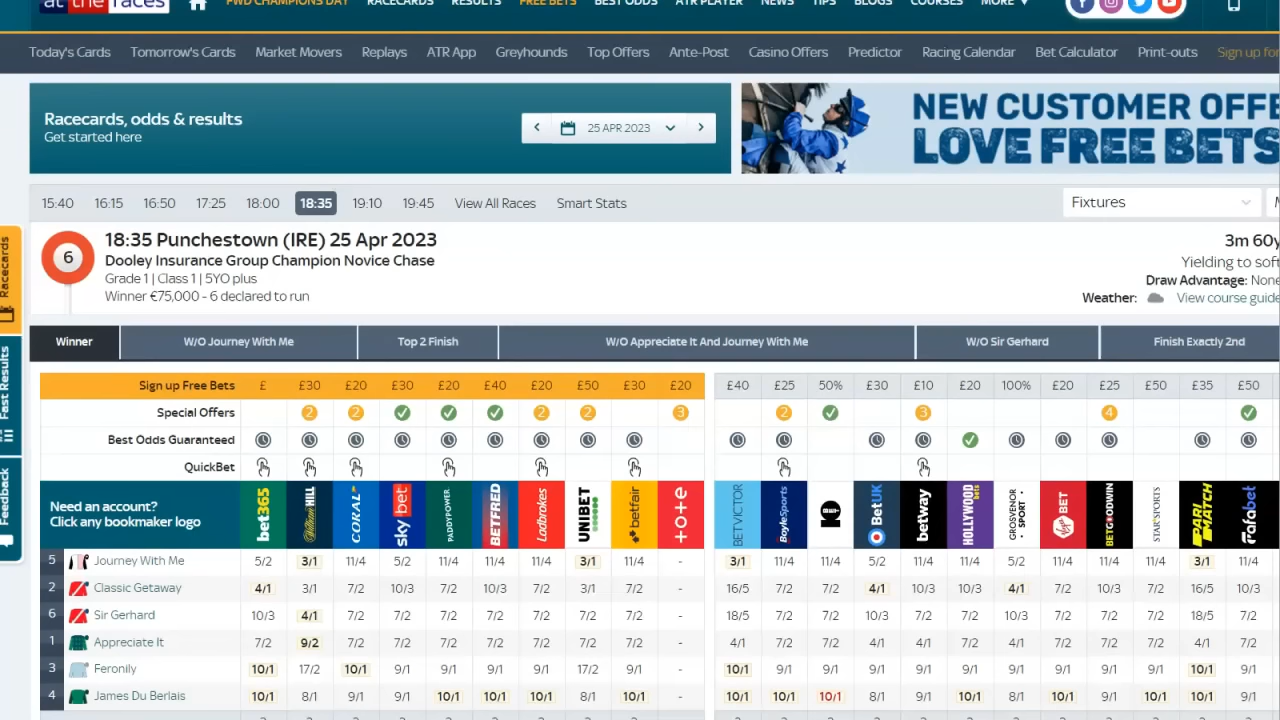 at the races
FWD CHAMPIONS DAY RACECARDS RESULTS FREE BETS BEST ODDS ATR PLAYER NEWS TIPS BLOGS COURSES MORE
Today's Cards Tomorrow's Cards Market Movers Replays ATR App Greyhounds Top Offers Ante-Post Casino Offers Predictor Racing Calendar Bet Calculator Print-outs Sign up for
Racecards, odds & results
Get started here
25 APR 2023
NEW CUSTOMER OFFE
LOVE FREE BETS
15:40 16:15 16:50 17:25 18:00 18:35 19:10 19:45 View All Races Smart Stats Fixtures
Racecards
Fast Results
Feedback
6
18:35 Punchestown (IRE) 25 Apr 2023
Dooley Insurance Group Champion Novice Chase
Grade 1 | Class 1 | 5YO plus
Winner €75,000 - 6 declared to run
3m 60y
Yielding to soft
Draw Advantage: None
Weather: View course guide
Winner W/O Journey With Me Top 2 Finish W/O Appreciate It And Journey With Me W/O Sir Gerhard Finish Exactly 2nd
Sign up Free Bets £ £30 £20 £30 £20 £40 £20 £50 £30 £20 £40 £25 50% £30 £10 £20 100% £20 £25 £50 £35 £50
Special Offers 2 2 2 2 3 2 3 4
Best Odds Guaranteed
QuickBet
Need an account?
Click any bookmaker logo
bet365 William HILL CORAL sky bet PADDYPOWER. BETFRED Ladbrokes UNIBET betfair tote BETVICTOR BoyleSports 10 BetUK betway HOLLYWOOD bets GROSVENOR SPORT BET BETGOODWIN STARSPORTS PARI MATCH fafabet
5 Journey With Me 5/2 3/1 11/4 5/2 11/4 11/4 11/4 3/1 11/4 - 3/1 11/4 11/4 5/2 11/4 11/4 5/2 11/4 11/4 11/4 3/1 11/4
2 Classic Getaway 4/1 3/1 7/2 10/3 7/2 10/3 7/2 3/1 7/2 - 16/5 7/2 7/2 4/1 10/3 10/3 4/1 7/2 10/3 7/2 16/5 10/3
6 Sir Gerhard 10/3 4/1 7/2 7/2 7/2 7/2 7/2 7/2 7/2 - 18/5 7/2 7/2 10/3 7/2 7/2 10/3 7/2 7/2 7/2 18/5 7/2
1 Appreciate It 7/2 9/2 7/2 7/2 7/2 7/2 7/2 7/2 7/2 - 4/1 7/2 7/2 4/1 4/1 7/2 4/1 7/2 7/2 7/2 4/1 7/2
3 Feronily 10/1 17/2 10/1 9/1 9/1 9/1 9/1 17/2 9/1 - 10/1 9/1 9/1 9/1 9/1 9/1 9/1 9/1 9/1 9/1 10/1 9/1
4 James Du Berlais 10/1 8/1 9/1 9/1 10/1 10/1 10/1 8/1 10/1 - 10/1 10/1 10/1 8/1 9/1 10/1 8/1 10/1 9/1 10/1 10/1 9/1